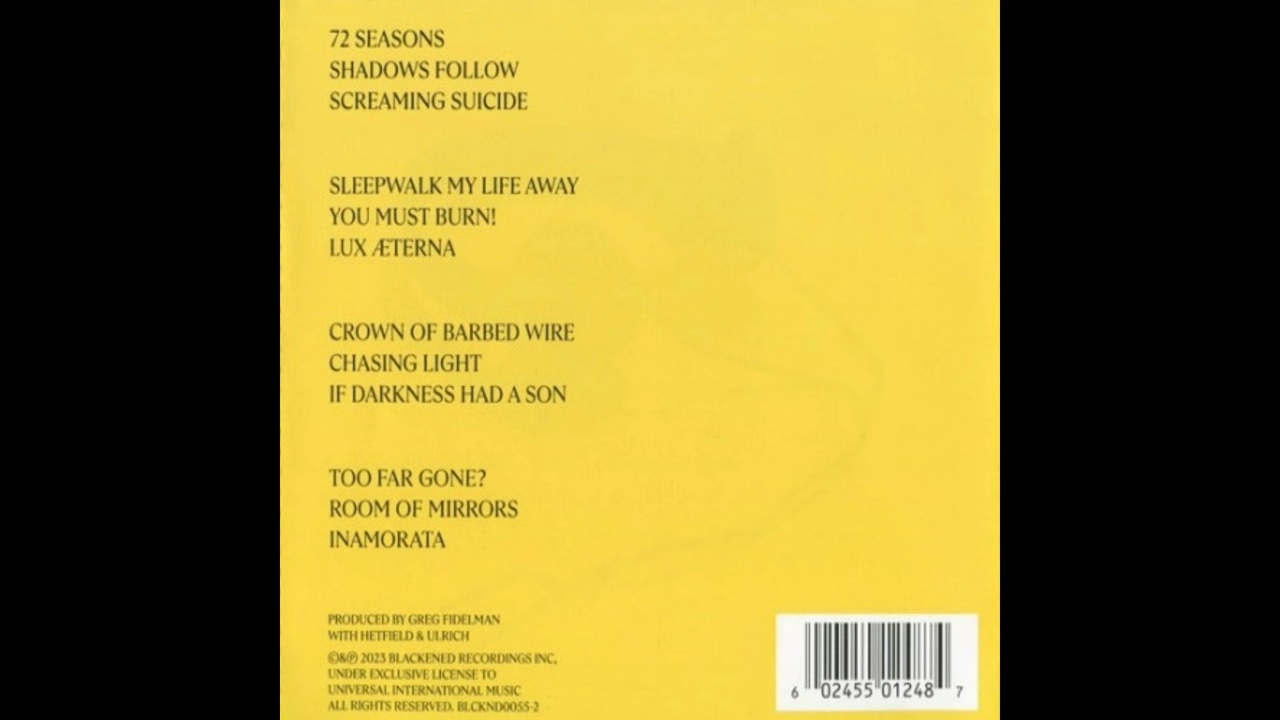 72 SEASONS
SHADOWS FOLLOW
SCREAMING SUICIDE
SLEEPWALK MY LIFE AWAY
YOU MUST BURN!
LUX ÆTERNA
CROWN OF BARBED WIRE
CHASING LIGHT
IF DARKNESS HAD A SON
TOO FAR GONE?
ROOM OF MIRRORS
INAMORATA
PRODUCED BY GREG FIDELMAN
WITH HETFIELD & ULRICH
©&℗ 2023 BLACKENED RECORDINGS INC,
UNDER EXCLUSIVE LICENSE TO
UNIVERSAL INTERNATIONAL MUSIC
ALL RIGHTS RESERVED. BLCKND0055-2
6 02455 01248 7